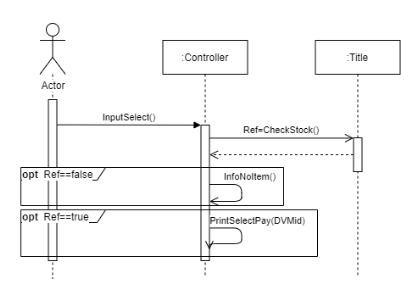 :Controller
:Title
Actor
InputSelect()
Ref=CheckStock()
opt Ref==false
InfoNoItem()
opt Ref==true
PrintSelectPay(DVMid)